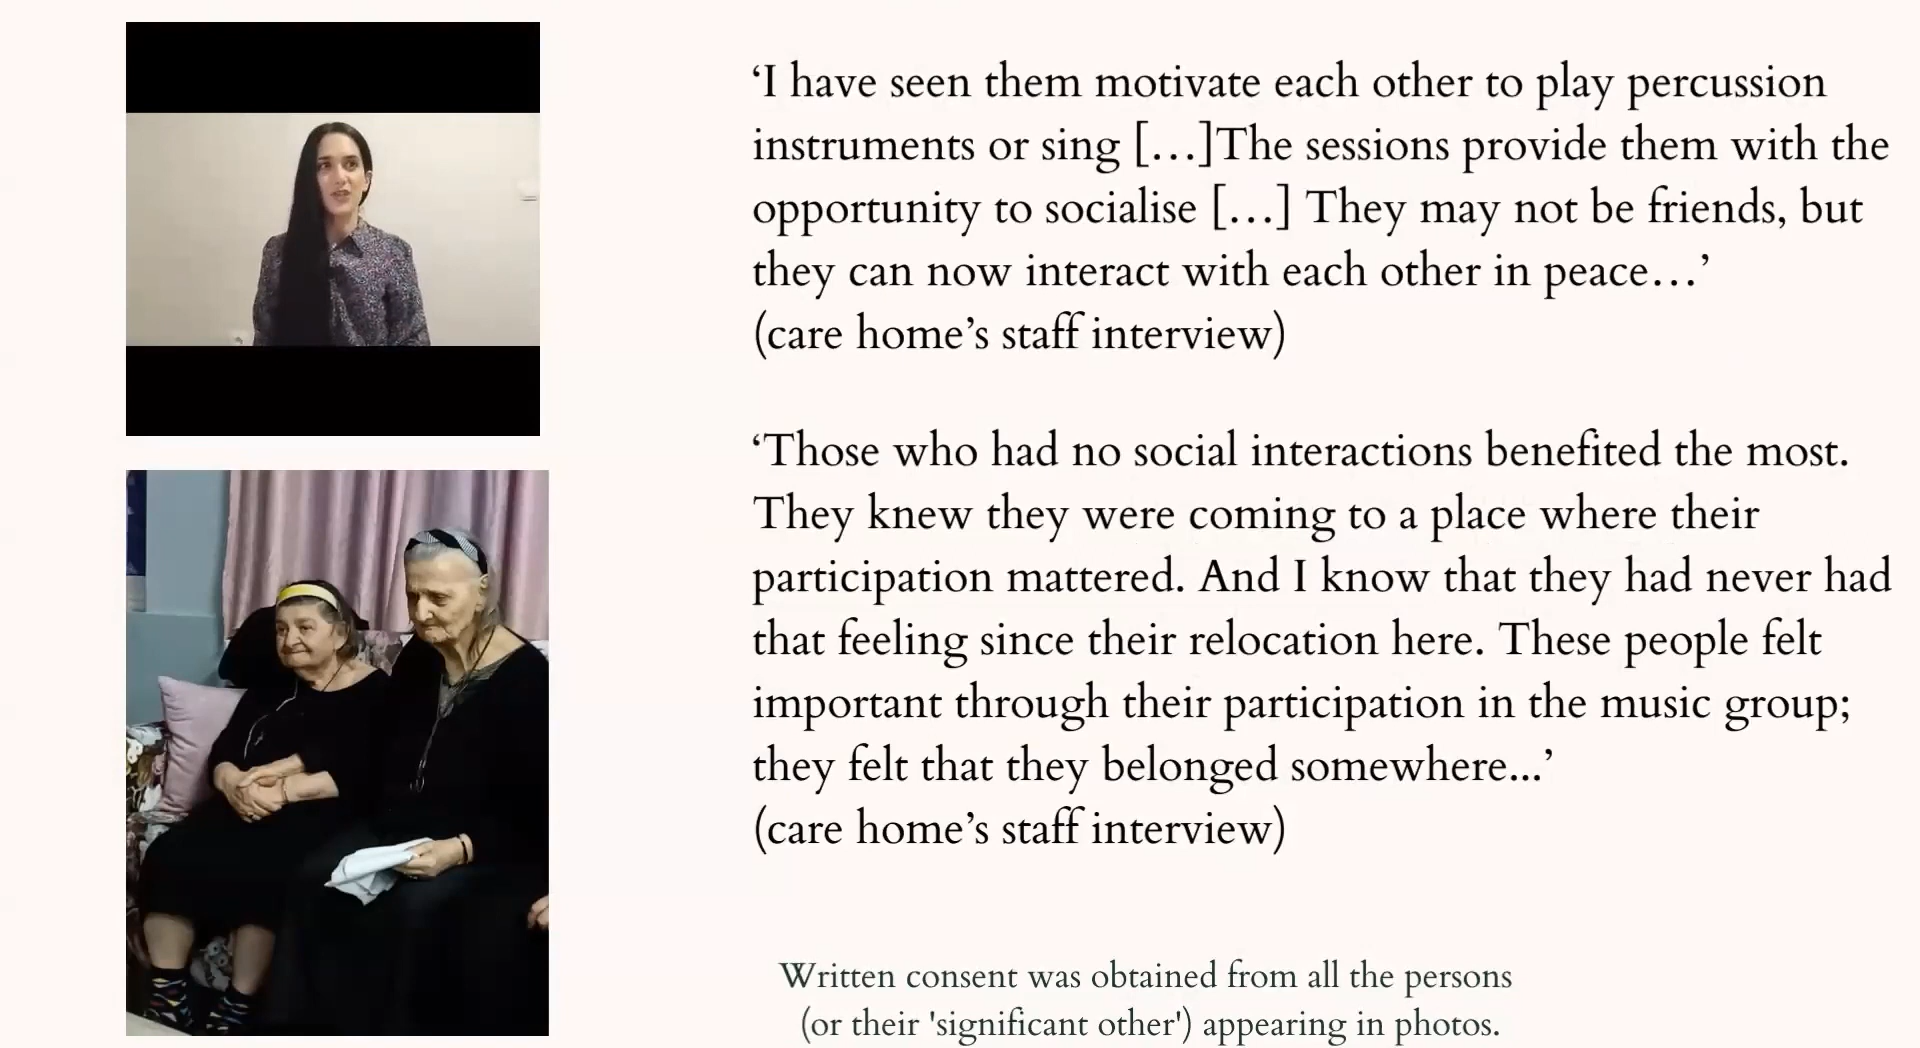 ‘I have seen them motivate each other to play percussion
instruments or sing […]The sessions provide them with the
opportunity to socialise […] They may not be friends, but
they can now interact with each other in peace…’
(care home’s staff interview)
‘Those who had no social interactions benefited the most.
They knew they were coming to a place where their
participation mattered. And I know that they had never had
that feeling since their relocation here. These people felt
important through their participation in the music group;
they felt that they belonged somewhere...’
(care home’s staff interview)
Written consent was obtained from all the persons
(or their 'significant other') appearing in photos.